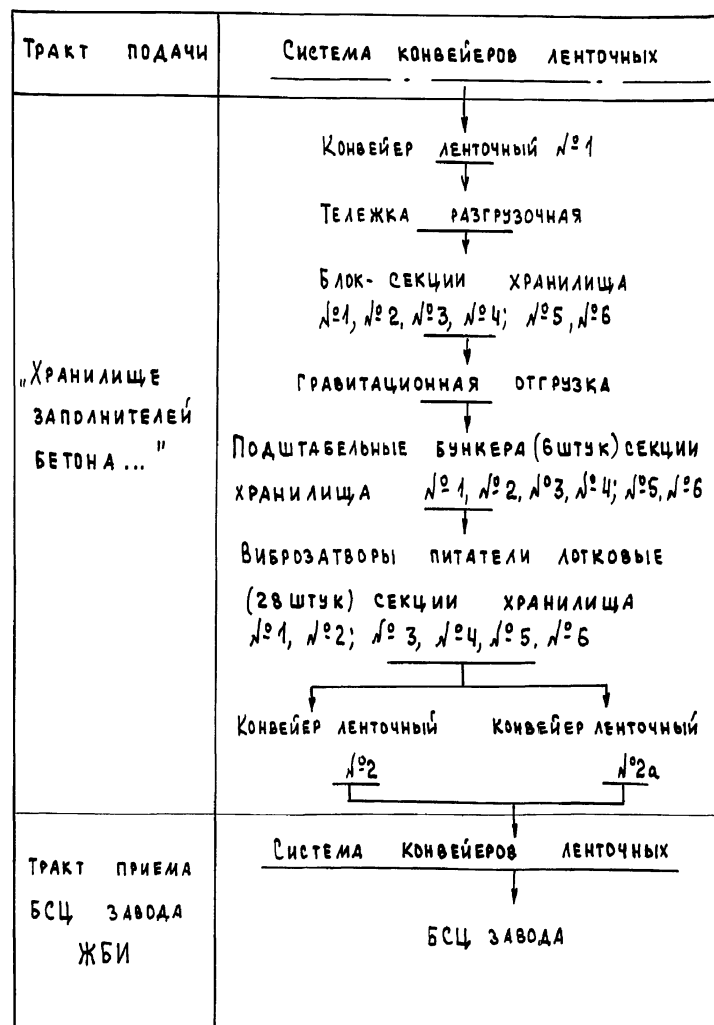 Тракт подачи
Система конвейеров ленточных
„Хранилище
заполнителей
бетона..."
Конвейер ленточный №1
Тележка разгрузочная
Блок-секции хранилища
№1, №2, №3, №4; №5, №6
Гравитационная отгрузка
Подштабельные бункера (6штук) секции
хранилища №1, №2, №3, №4; №5, №6
Виброзатворы питатели лотковые
(28 штук) секции хранилища
№1, №2; №3, №4, №5, №6
Конвейер ленточный Конвейер ленточный
№2 №2а
Тракт приема
БСЦ завода
ЖБИ
Система конвейеров ленточных
БСЦ завода